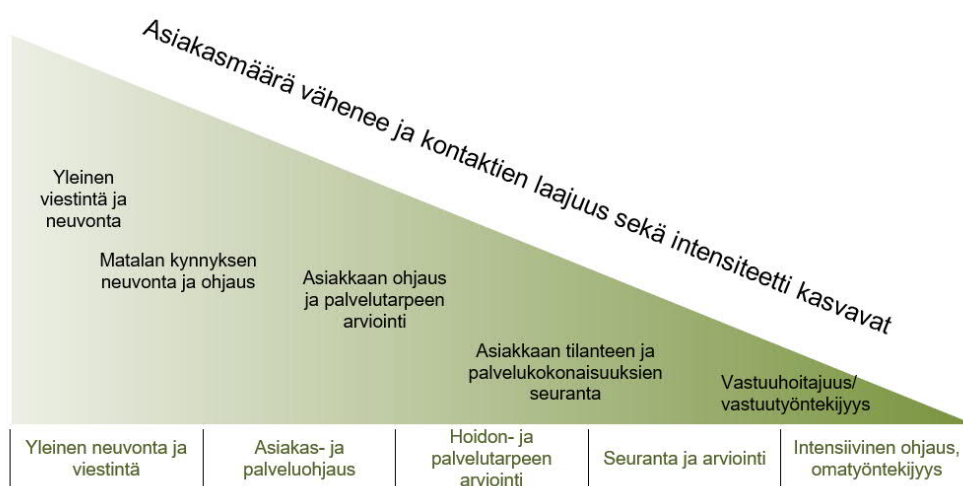 Asiakasmäärä vähenee ja kontaktien laajuus sekä intensiteetti kasvavat
Yleinen
viestintä ja
neuvonta
Matalan kynnyksen
neuvonta ja ohjaus
Asiakkaan ohjaus
ja palvelutarpeen
arviointi
Asiakkaan tilanteen ja
palvelukokonaisuuksien
seuranta
Vastuuhoitajuus/
vastuutyöntekijyys
Yleinen neuvonta ja
viestintä
Asiakas- ja
palveluohjaus
Hoidon- ja
palvelutarpeen
arviointi
Seuranta ja arviointi
Intensiivinen ohjaus,
omatyöntekijyys